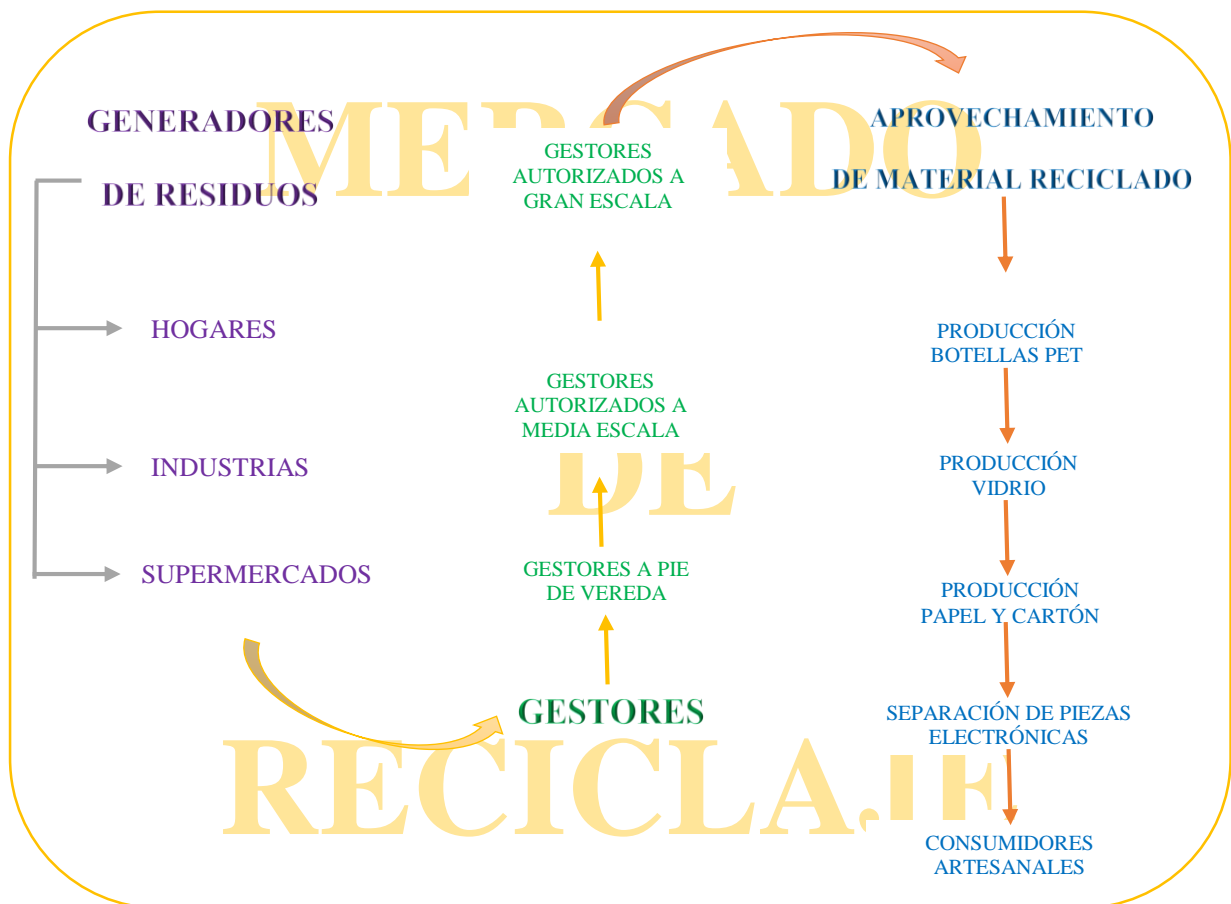 MERCADO
DE
RECICLAJE
GENERADORES
DE RESIDUOS
HOGARES
INDUSTRIAS
SUPERMERCADOS
GESTORES
AUTORIZADOS A
GRAN ESCALA
GESTORES
AUTORIZADOS A
MEDIA ESCALA
GESTORES A PIE
DE VEREDA
GESTORES
APROVECHAMIENTO
DE MATERIAL RECICLADO
PRODUCCIÓN
BOTELLAS PET
PRODUCCIÓN
VIDRIO
PRODUCCIÓN
PAPEL Y CARTÓN
SEPARACIÓN DE PIEZAS
ELECTRÓNICAS
CONSUMIDORES
ARTESANALES